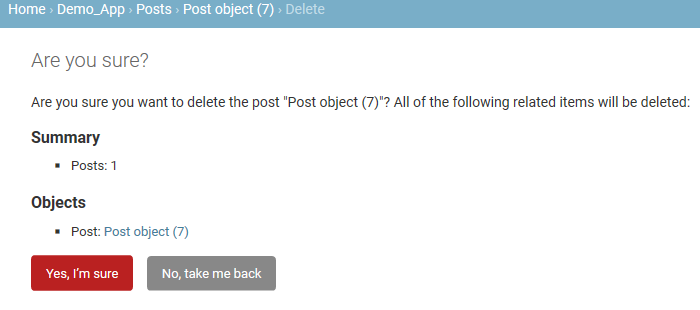 Home › Demo_App › Posts › Post object (7) › Delete
Are you sure?
Are you sure you want to delete the post "Post object (7)"? All of the following related items will be deleted:
Summary
▪ Posts: 1
Objects
▪ Post: Post object (7)
Yes, I'm sure No, take me back